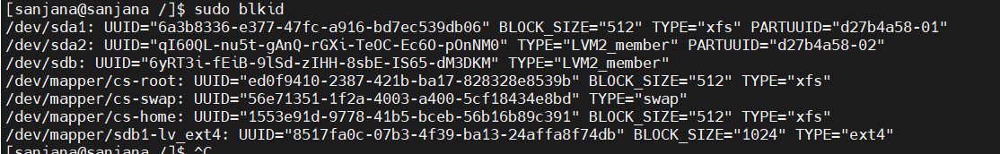 [sanjana@sanjana /]$ sudo blkid
/dev/sda1: UUID="6a3b8336-e377-47fc-a916-bd7ec539db06" BLOCK_SIZE="512" TYPE="xfs" PARTUUID="d27b4a58-01"
/dev/sda2: UUID="qI60QL-nu5t-gAnQ-rGXi-TeOC-Ec6O-pOnNM0" TYPE="LVM2_member" PARTUUID="d27b4a58-02"
/dev/sdb: UUID="6yRT3i-fEiB-9lSd-zIHH-8sbE-IS65-dM3DKM" TYPE="LVM2_member"
/dev/mapper/cs-root: UUID="ed0f9410-2387-421b-ba17-828328e8539b" BLOCK_SIZE="512" TYPE="xfs"
/dev/mapper/cs-swap: UUID="56e71351-1f2a-4003-a400-5cf18434e8bd" TYPE="swap"
/dev/mapper/cs-home: UUID="1553e91d-9778-41b5-bceb-56b16b89c391" BLOCK_SIZE="512" TYPE="xfs"
/dev/mapper/sdb1-lv_ext4: UUID="8517fa0c-07b3-4f39-ba13-24affa8f74db" BLOCK_SIZE="1024" TYPE="ext4"
[sanjana@sanjana /]$ ^C